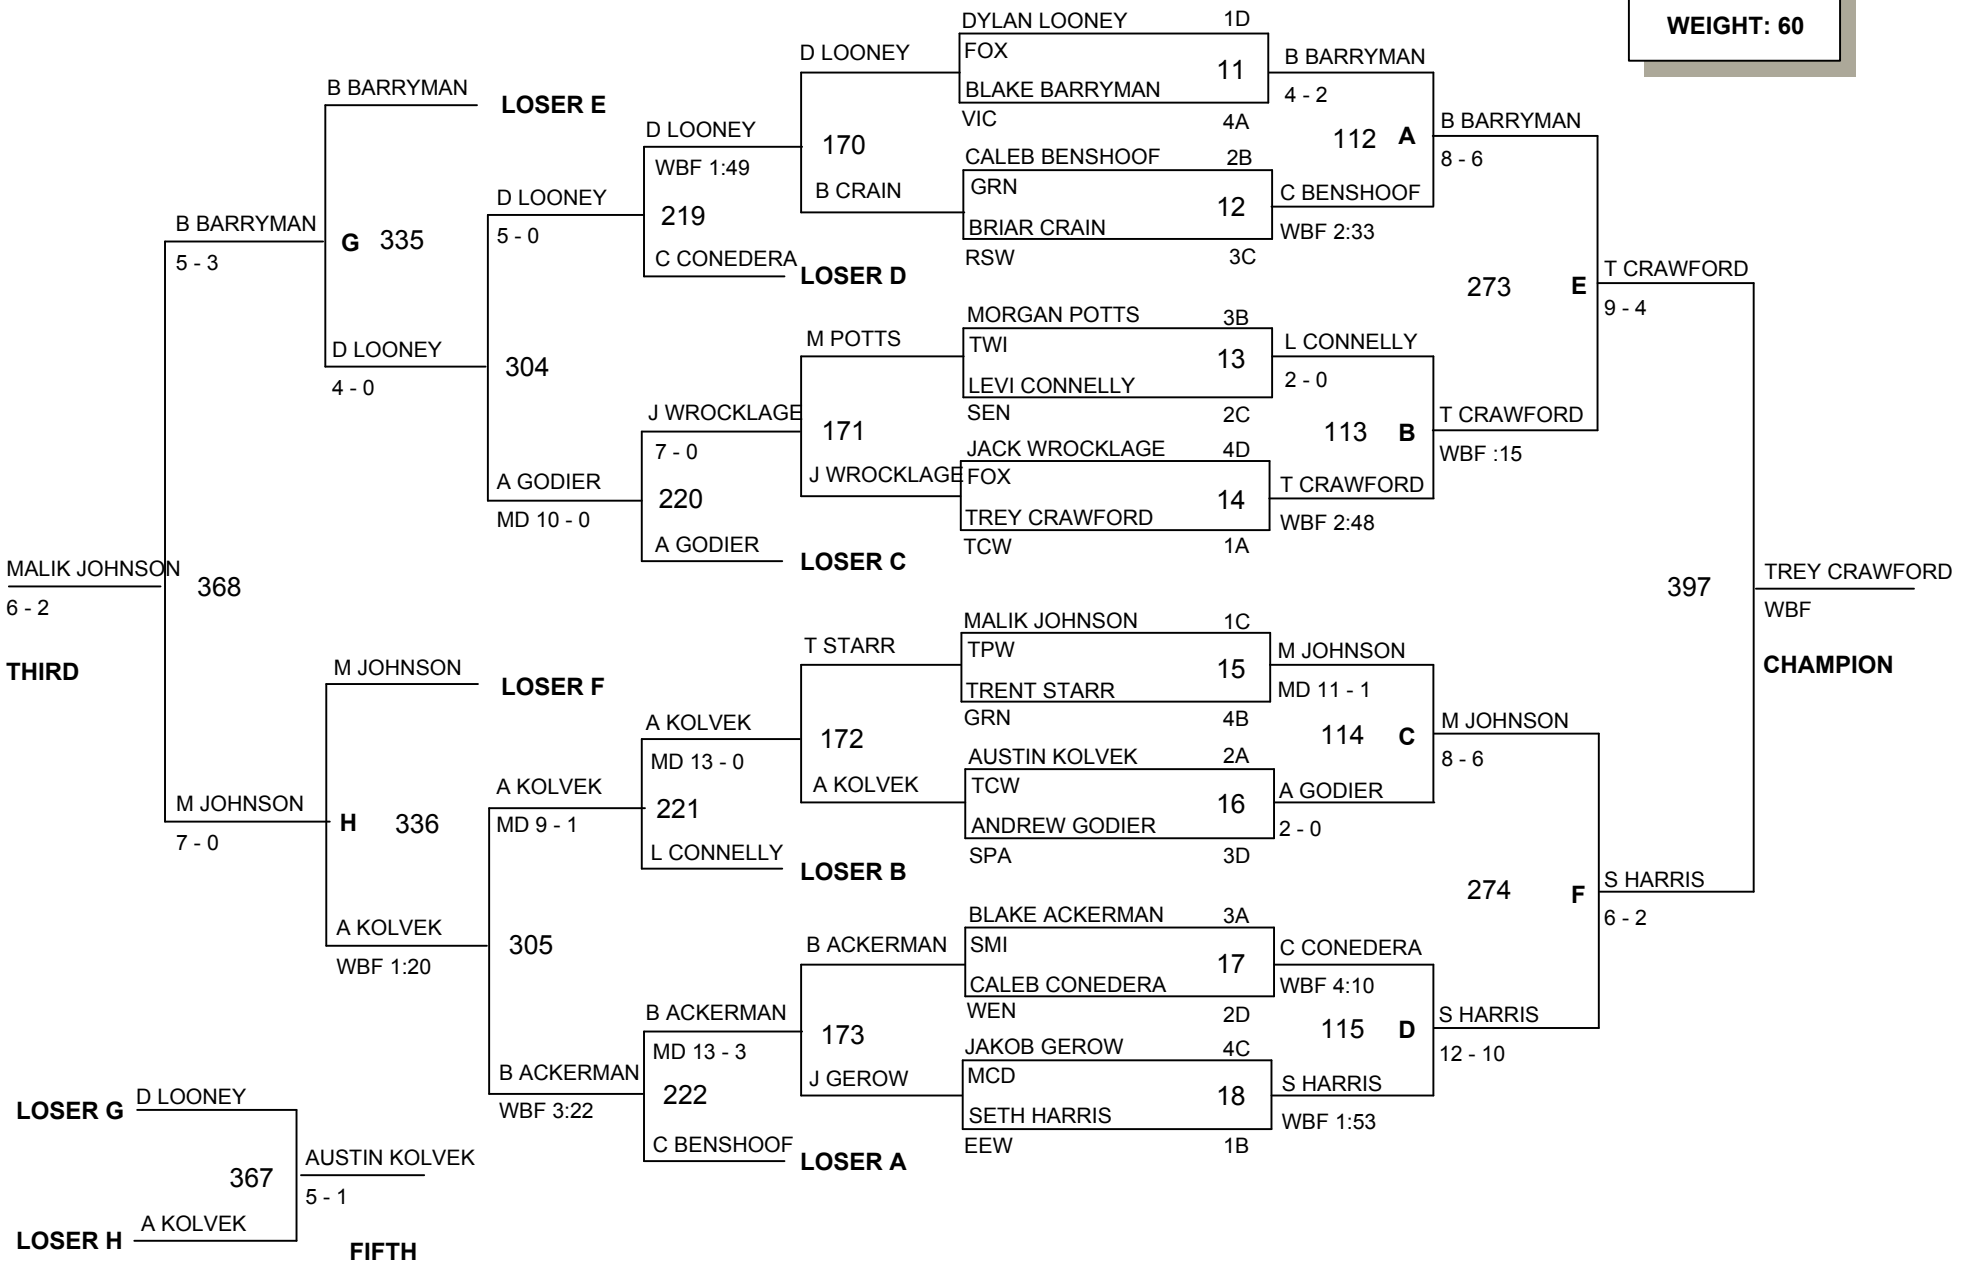 WEIGHT: 60
DYLAN LOONEY 1D
FOX
11
BLAKE BARRYMAN
VIC 4A
CALEB BENSHOOF 2B
GRN
12
BRIAR CRAIN
RSW 3C
MORGAN POTTS 3B
TWI
13
LEVI CONNELLY
SEN 2C
JACK WROCKLAGE 4D
FOX
14
TREY CRAWFORD
TCW 1A
MALIK JOHNSON 1C
TPW
15
TRENT STARR
GRN 4B
AUSTIN KOLVEK 2A
TCW
16
ANDREW GODIER
SPA 3D
BLAKE ACKERMAN 3A
SMI
17
CALEB CONEDERA
WEN 2D
JAKOB GEROW 4C
MCD
18
SETH HARRIS
EEW 1B
B BARRYMAN
4 - 2
112 A
C BENSHOOF
WBF 2:33
L CONNELLY
2 - 0
113 B
T CRAWFORD
WBF 2:48
M JOHNSON
MD 11 - 1
114 C
A GODIER
2 - 0
C CONEDERA
WBF 4:10
115 D
S HARRIS
WBF 1:53
B BARRYMAN
8 - 6
273 E
T CRAWFORD
WBF :15
M JOHNSON
8 - 6
274 F
S HARRIS
12 - 10
T CRAWFORD
9 - 4
397
S HARRIS
6 - 2
TREY CRAWFORD
WBF
CHAMPION
D LOONEY
170
B CRAIN
M POTTS
171
J WROCKLAGE
T STARR
172
A KOLVEK
B ACKERMAN
173
J GEROW
D LOONEY
WBF 1:49
219
C CONEDERA
LOSER D
J WROCKLAGE
7 - 0
220
A GODIER
LOSER C
A KOLVEK
MD 13 - 0
221
L CONNELLY
LOSER B
B ACKERMAN
MD 13 - 3
222
C BENSHOOF
LOSER A
D LOONEY
5 - 0
304
A GODIER
MD 10 - 0
A KOLVEK
MD 9 - 1
305
B ACKERMAN
WBF 3:22
B BARRYMAN
LOSER E
G 335
D LOONEY
4 - 0
M JOHNSON
LOSER F
H 336
A KOLVEK
WBF 1:20
B BARRYMAN
5 - 3
368
M JOHNSON
7 - 0
MALIK JOHNSON
6 - 2
THIRD
LOSER G D LOONEY
367
AUSTIN KOLVEK
5 - 1
LOSER H A KOLVEK
FIFTH